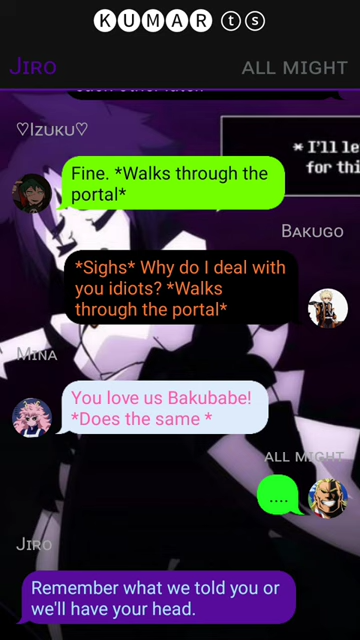 KUMAR ts
Jiro
ALL MIGHT
♡Izuku♡
* I'll le
for thi
Fine. *Walks through the
portal*
Bakugo
*Sighs* Why do I deal with
you idiots? *Walks
through the portal*
Mina
You love us Bakubabe!
*Does the same *
ALL MIGHT
....
Jiro
Remember what we told you or
we'll have your head.